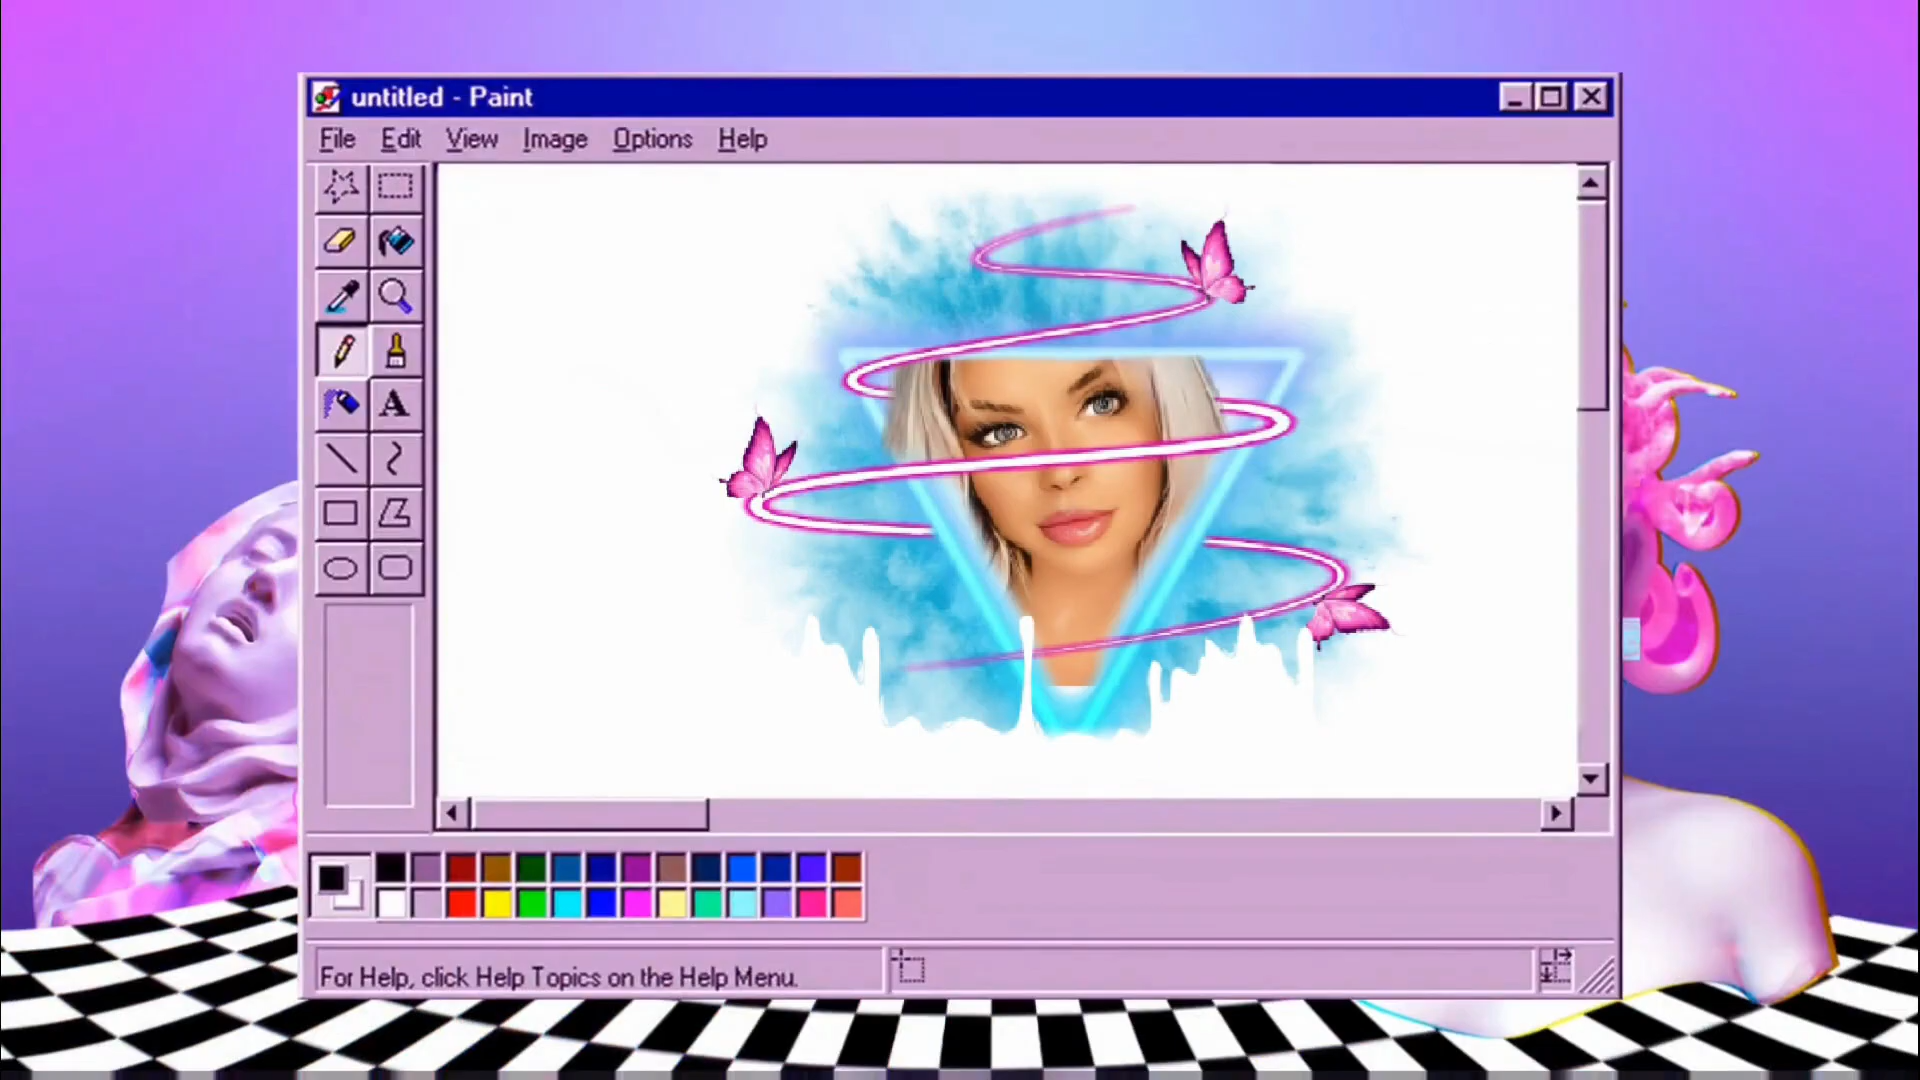 untitled - Paint
File Edit View Image Options Help
A
For Help, click Help Topics on the Help Menu.